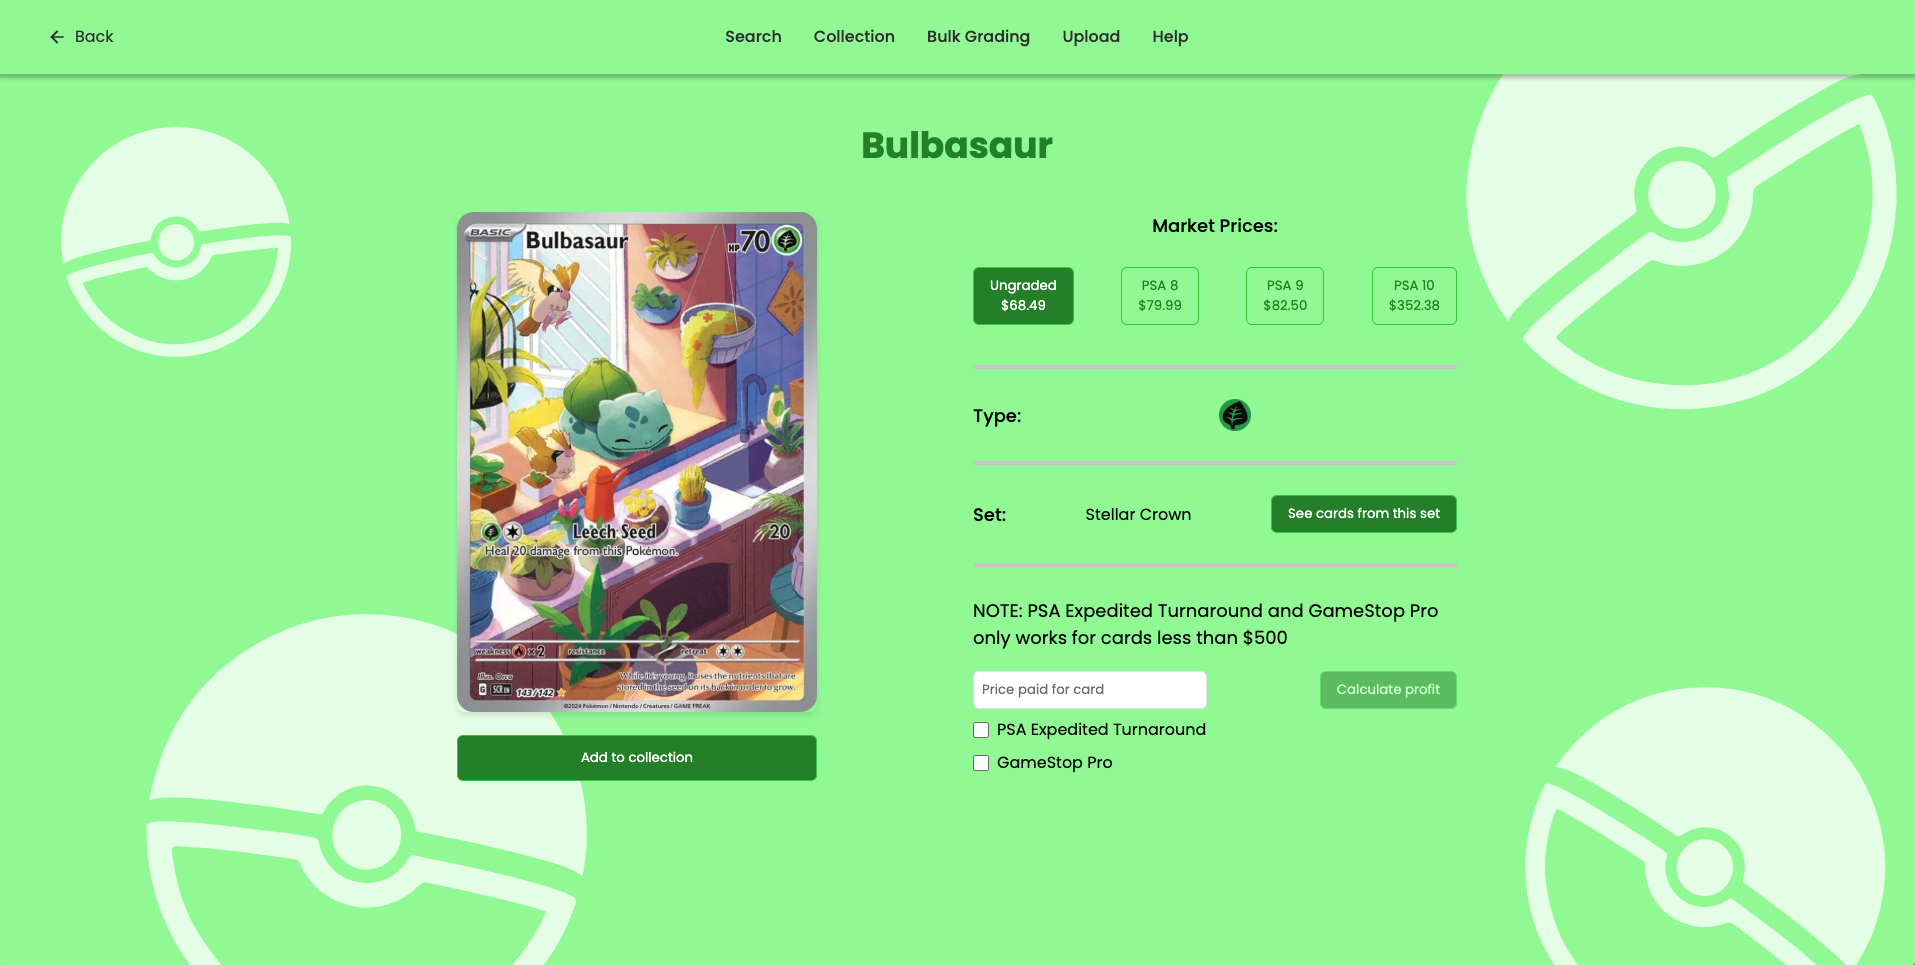 Back
Search
Collection
Bulk Grading
Upload
Help
Bulbasaur
BASIC
Bulbasaur
HP 70
Leech Seed
20
Heal 20 damage from this Pokémon.
weakness
x2
resistance
retreat
Illus. Orca
While it is young, it uses the nutrients that are
stored in the seed on its back in order to grow.
G SCR EN 143/142
©2024 Pokémon / Nintendo / Creatures / GAME FREAK
Add to collection
Market Prices:
Ungraded
$68.49
PSA 8
$79.99
PSA 9
$82.50
PSA 10
$352.38
Type:
Set:
Stellar Crown
See cards from this set
NOTE: PSA Expedited Turnaround and GameStop Pro
only works for cards less than $500
Price paid for card
Calculate profit
PSA Expedited Turnaround
GameStop Pro